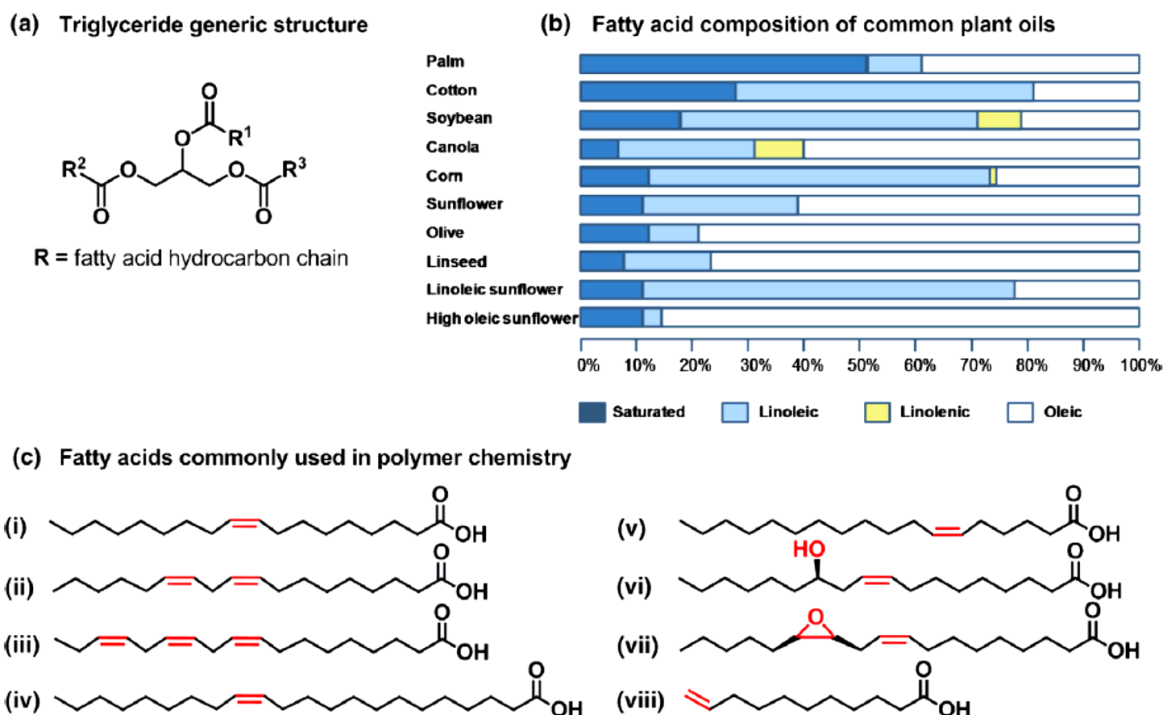 (a) Triglyceride generic structure
O
O R¹
R² O O R³
O O
R = fatty acid hydrocarbon chain
(b) Fatty acid composition of common plant oils
Palm
Cotton
Soybean
Canola
Corn
Sunflower
Olive
Linseed
Linoleic sunflower
High oleic sunflower
0% 10% 20% 30% 40% 50% 60% 70% 80% 90% 100%
Saturated Linoleic Linolenic Oleic
(c) Fatty acids commonly used in polymer chemistry
(i) O OH
(ii) O OH
(iii) O OH
(iv) O OH
(v) O OH
(vi) HO O OH
(vii) O O OH
(viii) O OH